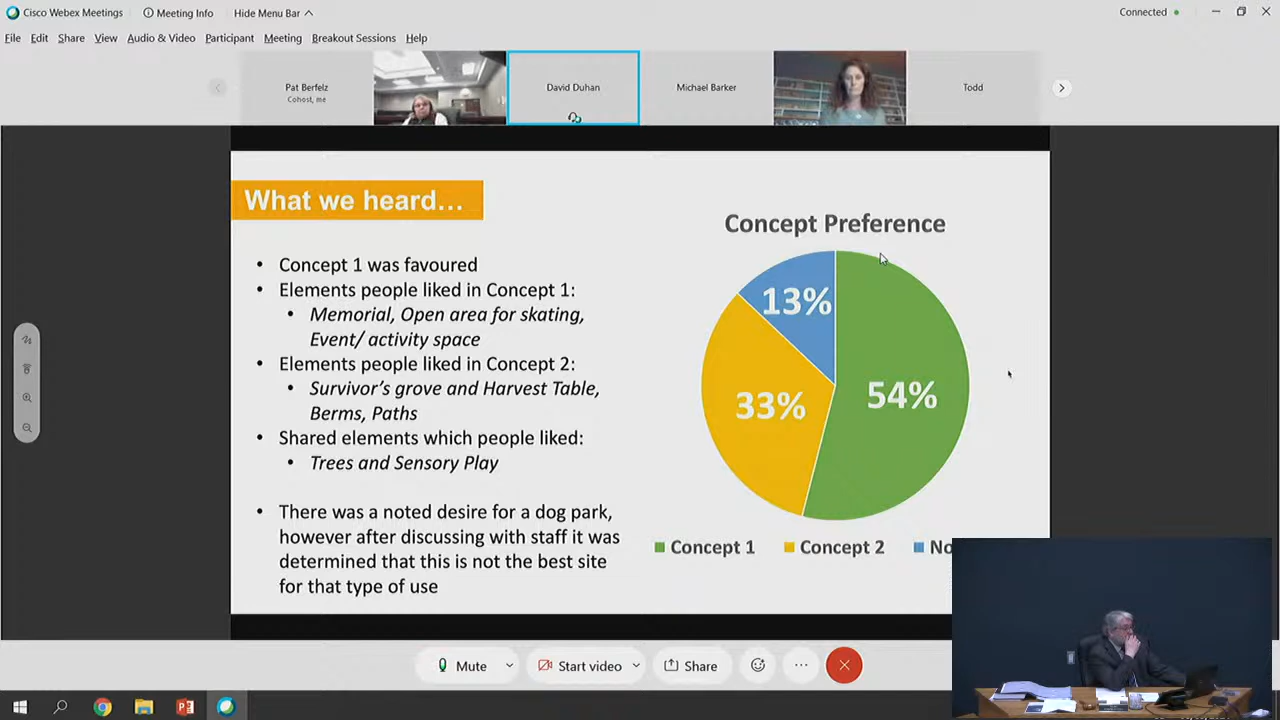 Cisco Webex Meetings
Meeting Info
Hide Menu Bar
Connected
File Edit Share View Audio & Video Participant Meeting Breakout Sessions Help
Pat Berfelz
Cohost, me
David Duhan
Michael Barker
Todd
What we heard…
Concept Preference
• Concept 1 was favoured
• Elements people liked in Concept 1:
• Memorial, Open area for skating,
Event/ activity space
• Elements people liked in Concept 2:
• Survivor's grove and Harvest Table,
Berms, Paths
• Shared elements which people liked:
• Trees and Sensory Play
• There was a noted desire for a dog park,
however after discussing with staff it was
determined that this is not the best site
for that type of use
13%
33%
54%
Concept 1 Concept 2 No
Mute
Start video
Share